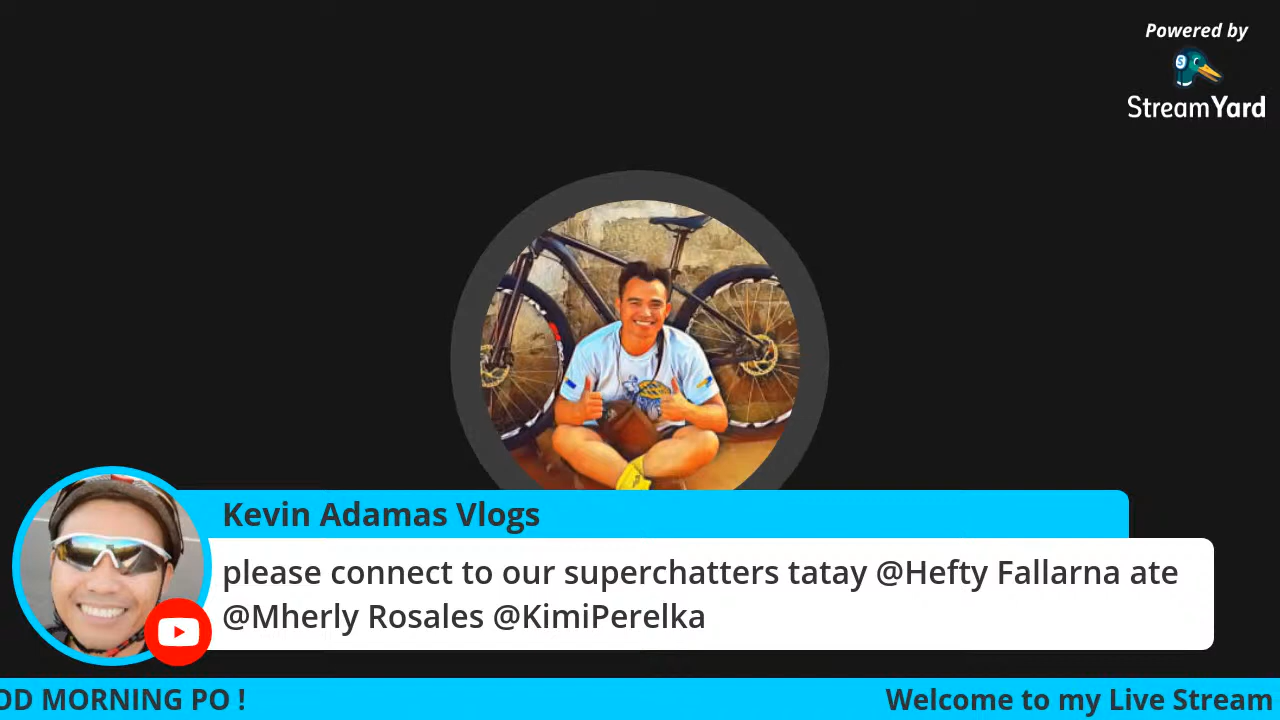 Powered by
StreamYard
Kevin Adamas Vlogs
please connect to our superchatters tatay @Hefty Fallarna ate
@Mherly Rosales @KimiPerelka
OD MORNING PO !
Welcome to my Live Stream